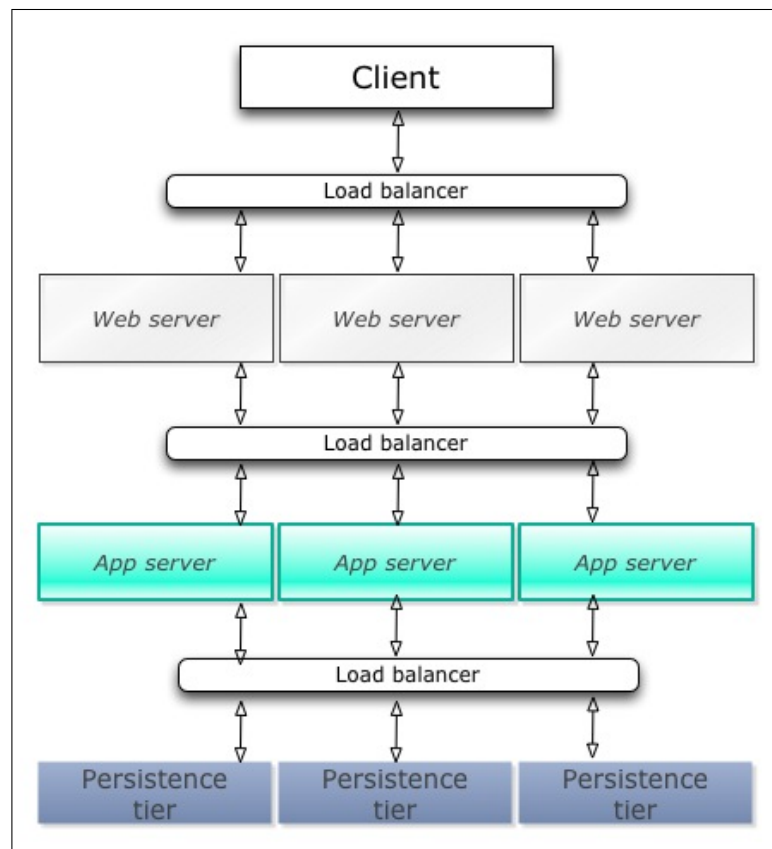 Client
Load balancer
Web server Web server Web server
Load balancer
App server App server App server
Load balancer
Persistence tier Persistence tier Persistence tier